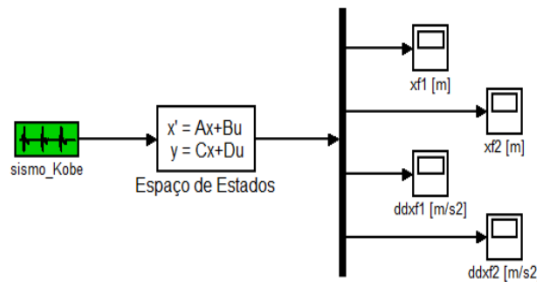 xf1 [m]
x' = Ax+Bu
y = Cx+Du
sismo_Kobe
Espaço de Estados
xf2 [m]
ddxf1 [m/s2]
ddxf2 [m/s2